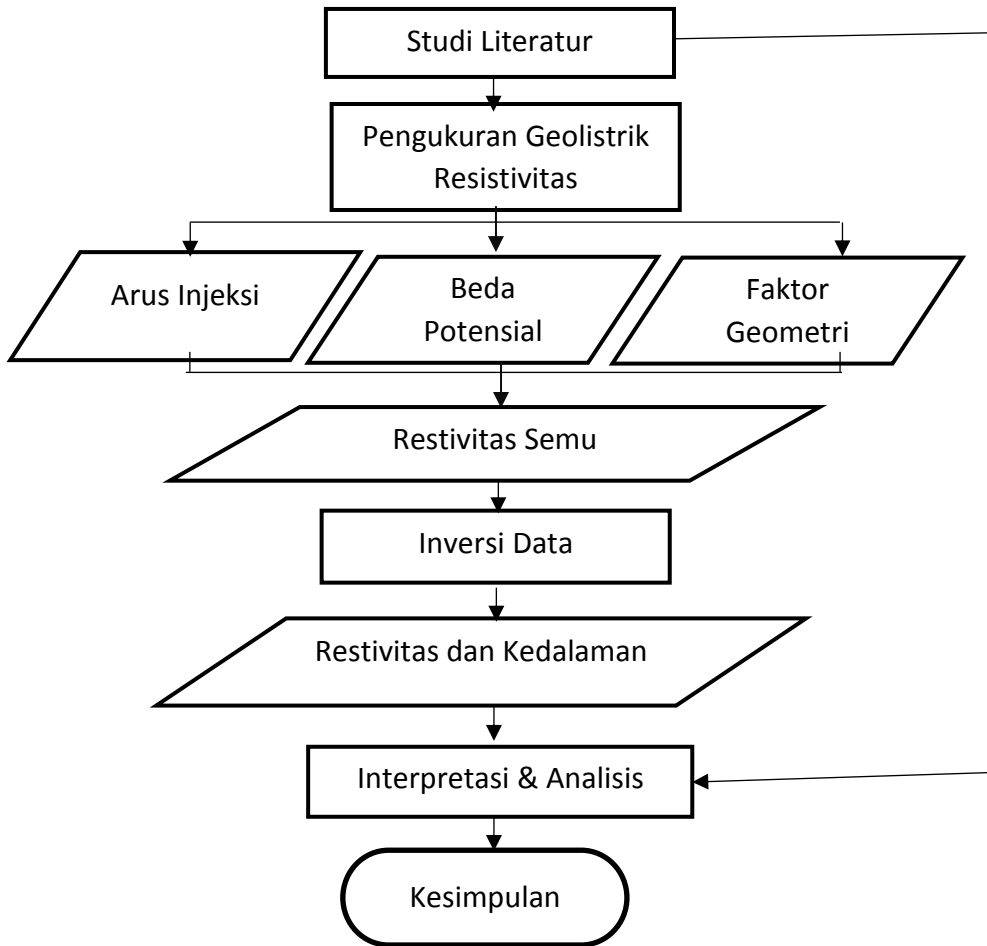 Studi Literatur
Pengukuran Geolistrik
Resistivitas
Arus Injeksi
Beda
Potensial
Faktor
Geometri
Restivitas Semu
Inversi Data
Restivitas dan Kedalaman
Interpretasi & Analisis
Kesimpulan